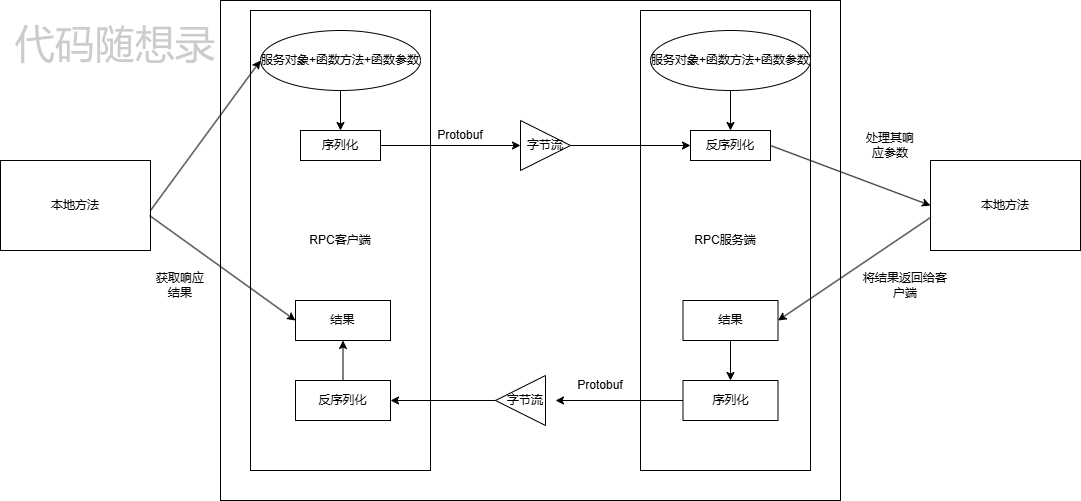 代码随想录
服务对象+函数方法+函数参数
服务对象+函数方法+函数参数
序列化
Protobuf
字节流
反序列化
处理其响
应参数
本地方法
本地方法
RPC客户端
RPC服务端
获取响应
结果
将结果返回给客
户端
结果
结果
反序列化
字节流
Protobuf
序列化